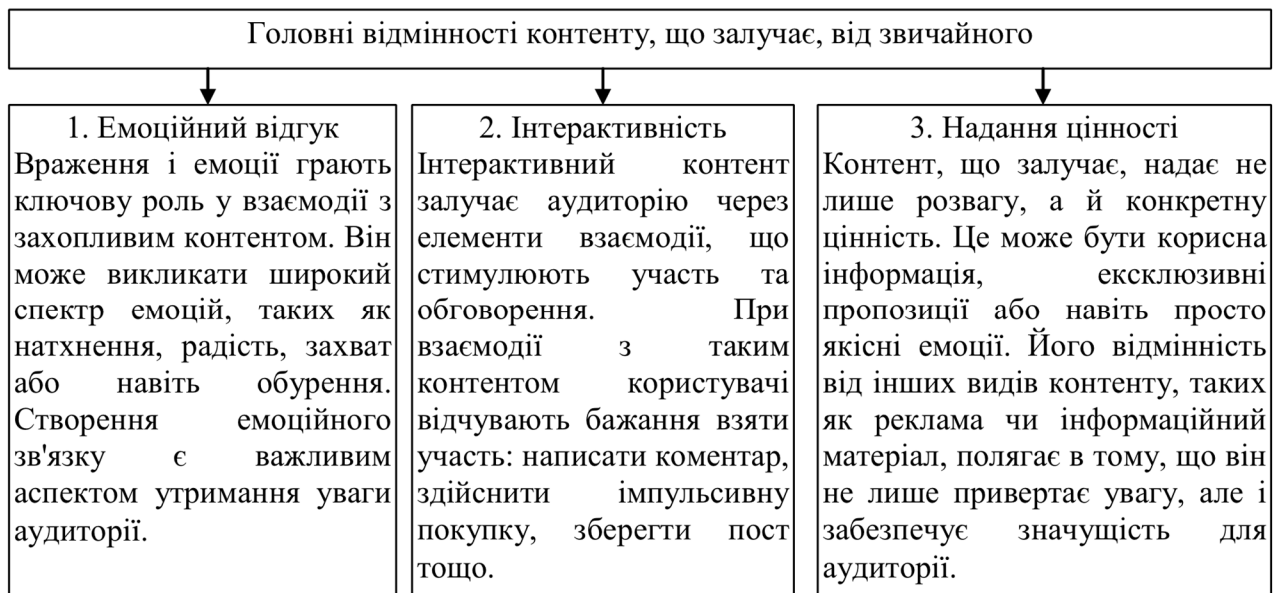 Головні відмінності контенту, що залучає, від звичайного
1. Емоційний відгук
Враження і емоції грають
ключову роль у взаємодії з
захопливим контентом. Він
може викликати широкий
спектр емоцій, таких як
натхнення, радість, захват
або навіть обурення.
Створення емоційного
зв'язку є важливим
аспектом утримання уваги
аудиторії.
2. Інтерактивність
Інтерактивний контент
залучає аудиторію через
елементи взаємодії, що
стимулюють участь та
обговорення. При
взаємодії з таким
контентом користувачі
відчувають бажання взяти
участь: написати коментар,
здійснити імпульсивну
покупку, зберегти пост
тощо.
3. Надання цінності
Контент, що залучає, надає не
лише розвагу, а й конкретну
цінність. Це може бути корисна
інформація, ексклюзивні
пропозиції або навіть просто
якісні емоції. Його відмінність
від інших видів контенту, таких
як реклама чи інформаційний
матеріал, полягає в тому, що він
не лише привертає увагу, але і
забезпечує значущість для
аудиторії.